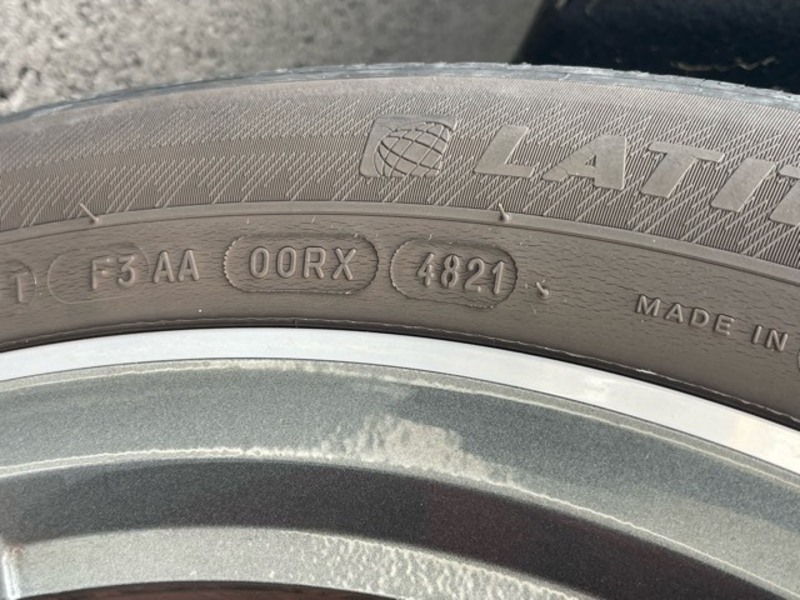 LATIT
T F3 AA 00RX 4821 MADE IN